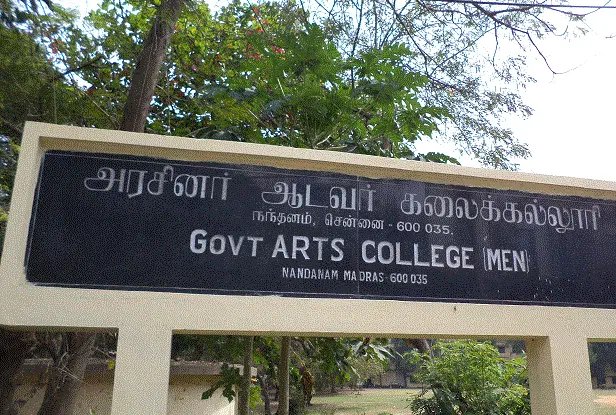 அரசினர் ஆடவர் கலைக்கல்லூரி
நந்தனம், சென்னை - 600 035.
GOVT ARTS COLLEGE (MEN)
NANDANAM MADRAS - 600 035